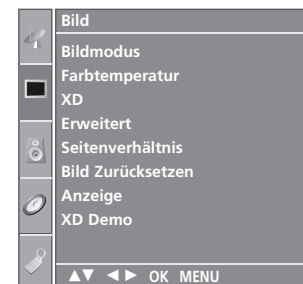 Bild
Bildmodus
Farbtemperatur
XD
Erweitert
Seitenverhältnis
Bild Zurücksetzen
Anzeige
XD Demo
▲▼ ◄► OK MENU